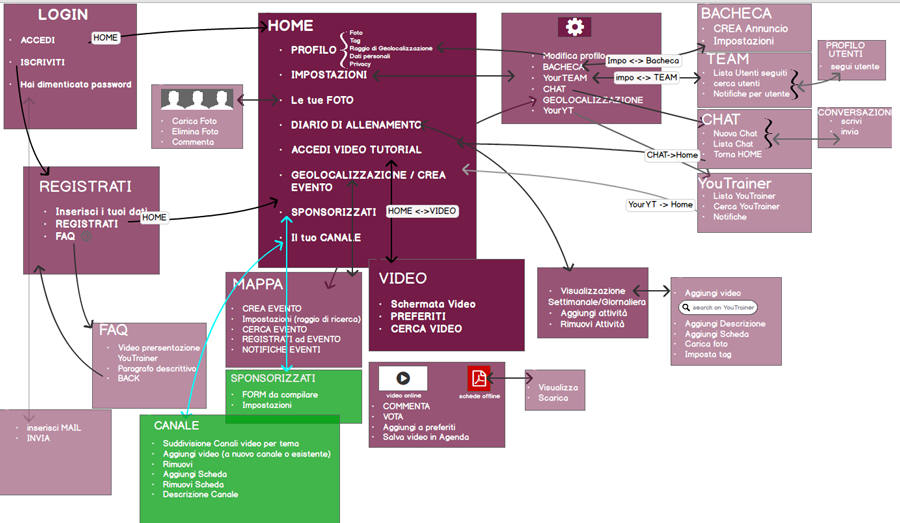 LOGIN
ACCEDI
ISCRIVITI
Hai dimenticato password
HOME
HOME
PROFILO
Foto
Tag
Raggio di Geolocalizzazione
Dati personali
Privacy
IMPOSTAZIONI
Le tue FOTO
DIARIO DI ALLENAMENTO
ACCEDI VIDEO TUTORIAL
GEOLOCALIZZAZIONE / CREA
EVENTO
SPONSORIZZATI
Il tuo CANALE
HOME <->VIDEO
Carica Foto
Elimina Foto
Commenta
Modifica profilo
BACHECA
YourTEAM
CHAT
GEOLOCALIZZAZIONE
YourYT
Impo <-> Bacheca
impo <-> TEAM
CHAT->Home
YourYT -> Home
BACHECA
CREA Annuncio
Impostazioni
TEAM
Lista Utenti seguiti
cerca utenti
Notifiche per utente
PROFILO
UTENTI
segui utente
CHAT
Nuova Chat
Lista Chat
Torna HOME
CONVERSAZIONI
scrivi
invia
YouTrainer
Lista YouTrainer
Cerca YouTrainer
Notifiche
REGISTRATI
Inserisci i tuoi dati
REGISTRATI
FAQ
HOME
FAQ
Video prersentazione
YouTrainer
Paragrafo descrittivo
BACK
inserisci MAIL
INVIA
MAPPA
CREA EVENTO
Impostazioni (raggio di ricerca)
CERCA EVENTO
REGISTRATI ad EVENTO
NOTIFICHE EVENTI
VIDEO
Schermata Video
PREFERITI
CERCA VIDEO
Visualizzazione
Settimanale/Giornaliera
Aggiungi attività
Rimuovi Attività
Aggiungi video
search on YouTrainer
Aggiungi Descrizione
Aggiungi Scheda
Carica foto
Imposta tag
SPONSORIZZATI
FORM da compilare
Impostazioni
video online
schede offline
COMMENTA
VOTA
Aggiungi a preferiti
Salva video in Agenda
Visualizza
Scarica
CANALE
Suddivisione Canali video per tema
Aggiungi video (a nuovo canale o esistente)
Rimuovi
Aggiungi Scheda
Rimuovi Scheda
Descrizione Canale